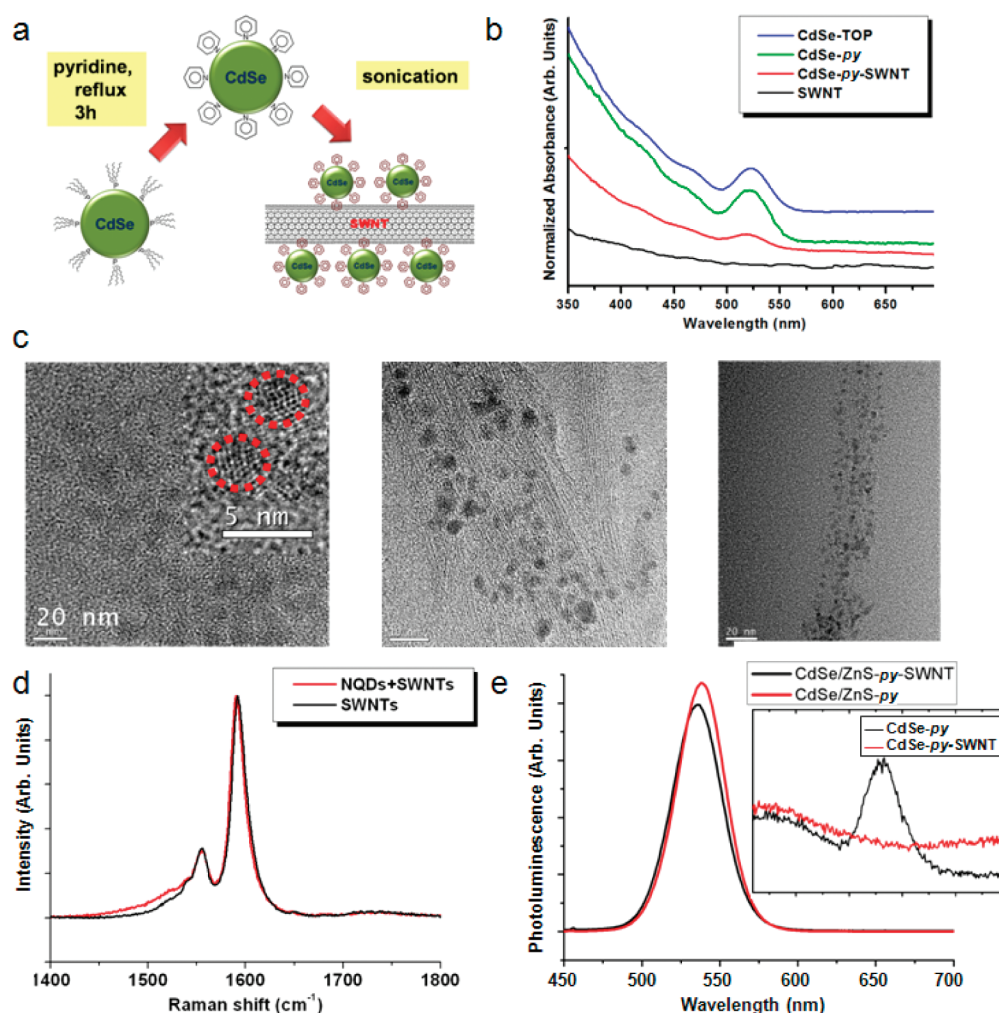 a
pyridine,
reflux
3h
CdSe
sonication
CdSe
CdSe
CdSe
SWNT
CdSe
CdSe
CdSe
b
CdSe-TOP
CdSe-py
CdSe-py-SWNT
SWNT
Normalized Absorbance (Arb. Units)
350 400 450 500 550 600 650
Wavelength (nm)
c
5 nm
20 nm
20 nm
d
NQDs+SWNTs
SWNTs
Intensity (Arb. Units)
1400 1500 1600 1700 1800
Raman shift (cm⁻¹)
e
CdSe/ZnS-py-SWNT
CdSe/ZnS-py
CdSe-py
CdSe-py-SWNT
Photoluminescence (Arb. Units)
450 500 550 600 650 700
Wavelength (nm)